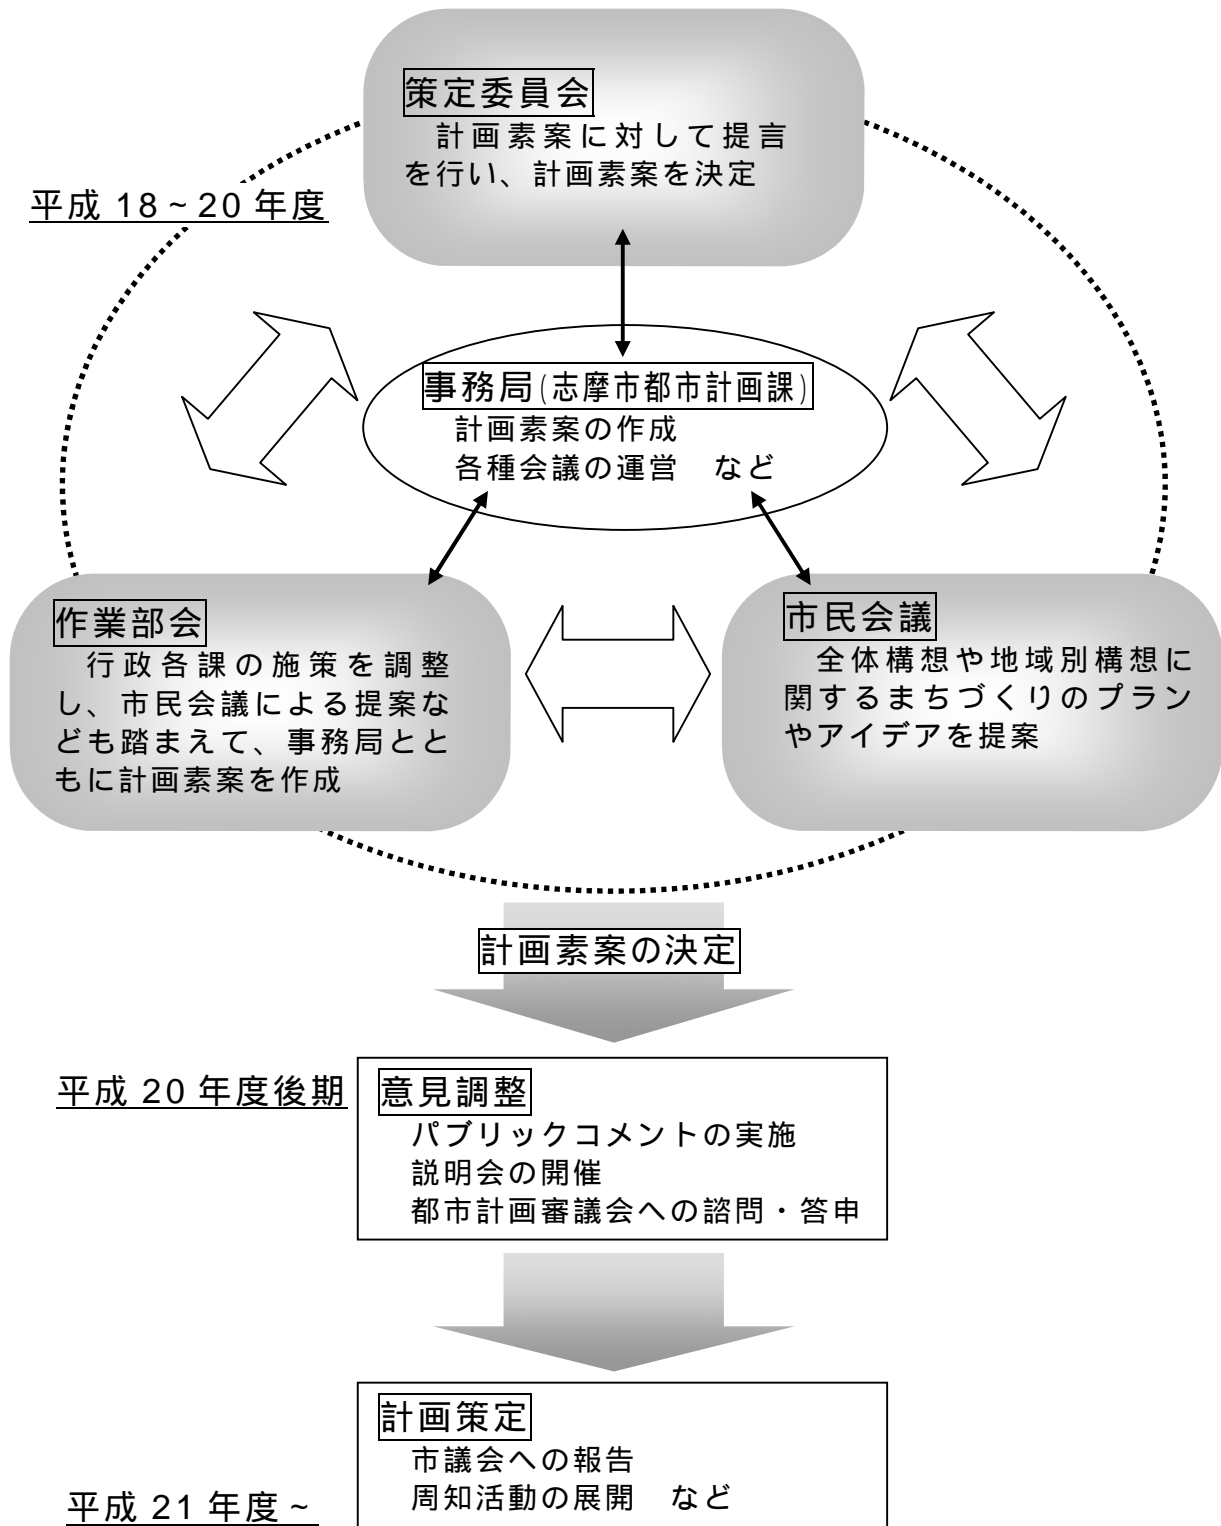 策定委員会
計画素案に対して提言
を行い、計画素案を決定
平成 18~20 年度
事務局(志摩市都市計画課)
計画素案の作成
各種会議の運営　など
作業部会
行政各課の施策を調整
し、市民会議による提案な
ども踏まえて、事務局とと
もに計画素案を作成
市民会議
全体構想や地域別構想に
関するまちづくりのプラン
やアイデアを提案
計画素案の決定
平成 20 年度後期
意見調整
パブリックコメントの実施
説明会の開催
都市計画審議会への諮問・答申
計画策定
市議会への報告
周知活動の展開　など
平成 21 年度~